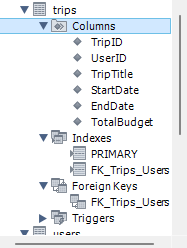 trips
Columns
TripID
UserID
TripTitle
StartDate
EndDate
TotalBudget
Indexes
PRIMARY
FK_Trips_Users
Foreign Keys
FK_Trips_Users
Triggers
users